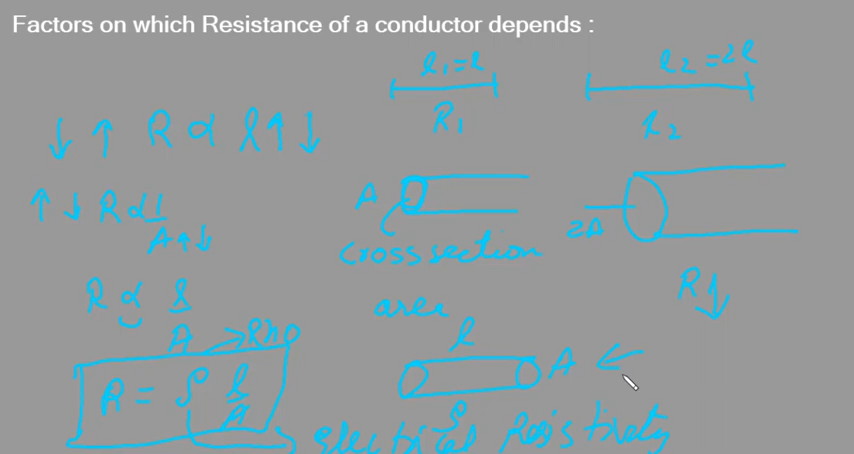 Factors on which Resistance of a conductor depends :
l₁=l
l₂=2l
R₁
R₂
↓ ↑ R ∝ l↑ ↓
↑ ↓ R ∝ 1/A↑↓
A
2A
cross section
area
R↓
R ∝ l/A
Rho
R = ρ l/A
l
A
electrical Resistivity